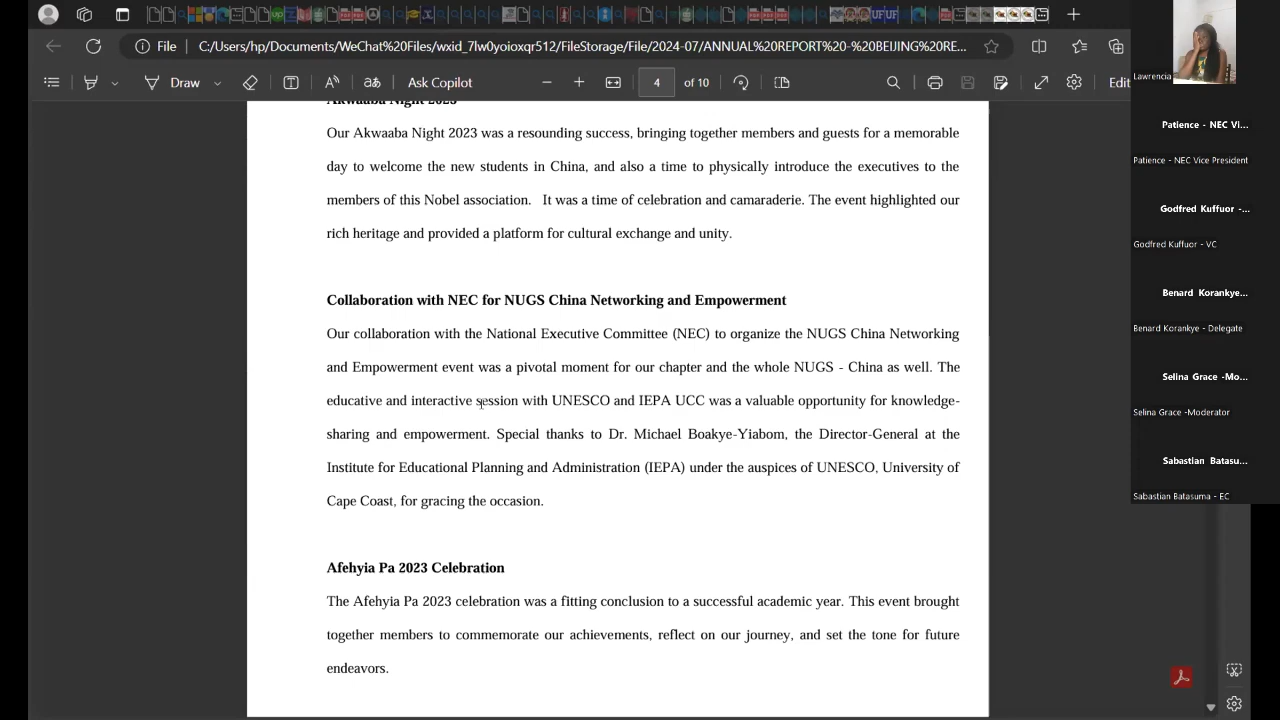 File
C:/Users/hp/Documents/WeChat%20Files/wxid_7lw0yoioxqr512/FileStorage/File/2024-07/ANNUAL%20REPORT%20-%20BEIJING%20RE...
Draw
Ask Copilot
4
of 10
Edit
Akwaaba Night 2023
Our Akwaaba Night 2023 was a resounding success, bringing together members and guests for a memorable
day to welcome the new students in China, and also a time to physically introduce the executives to the
members of this Nobel association. It was a time of celebration and camaraderie. The event highlighted our
rich heritage and provided a platform for cultural exchange and unity.
Collaboration with NEC for NUGS China Networking and Empowerment
Our collaboration with the National Executive Committee (NEC) to organize the NUGS China Networking
and Empowerment event was a pivotal moment for our chapter and the whole NUGS - China as well. The
educative and interactive session with UNESCO and IEPA UCC was a valuable opportunity for knowledge-
sharing and empowerment. Special thanks to Dr. Michael Boakye-Yiabom, the Director-General at the
Institute for Educational Planning and Administration (IEPA) under the auspices of UNESCO, University of
Cape Coast, for gracing the occasion.
Afehyia Pa 2023 Celebration
The Afehyia Pa 2023 celebration was a fitting conclusion to a successful academic year. This event brought
together members to commemorate our achievements, reflect on our journey, and set the tone for future
endeavors.
Lawrencia
Patience - NEC VI...
Patience - NEC Vice President
Godfred Kuffuor -...
Godfred Kuffuor - VC
Benard Korankye...
Benard Korankye - Delegate
Selina Grace -Mo...
Selina Grace -Moderator
Sabastian Batasu...
Sabastian Batasuma - EC